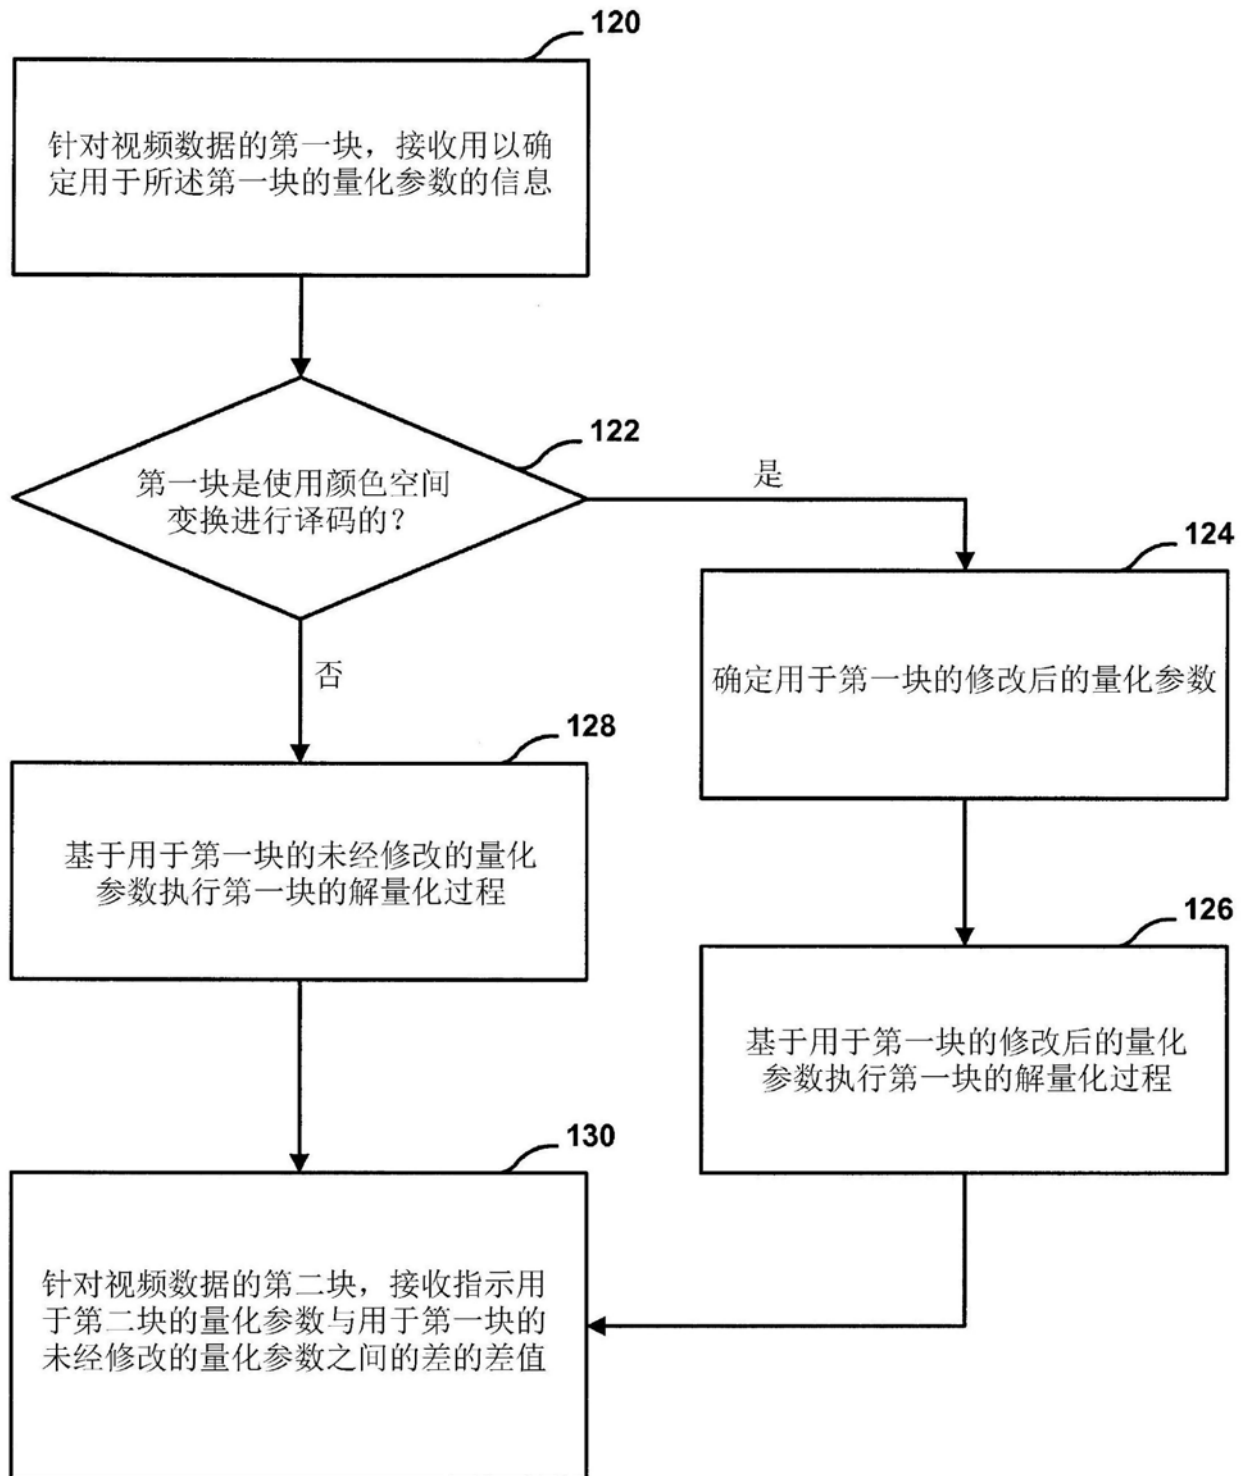 120
针对视频数据的第一块，接收用以确
定用于所述第一块的量化参数的信息
122
第一块是使用颜色空间
变换进行译码的？
是
124
确定用于第一块的修改后的量化参数
否
128
基于用于第一块的未经修改的量化
参数执行第一块的解量化过程
126
基于用于第一块的修改后的量化
参数执行第一块的解量化过程
130
针对视频数据的第二块，接收指示用
于第二块的量化参数与用于第一块的
未经修改的量化参数之间的差的差值